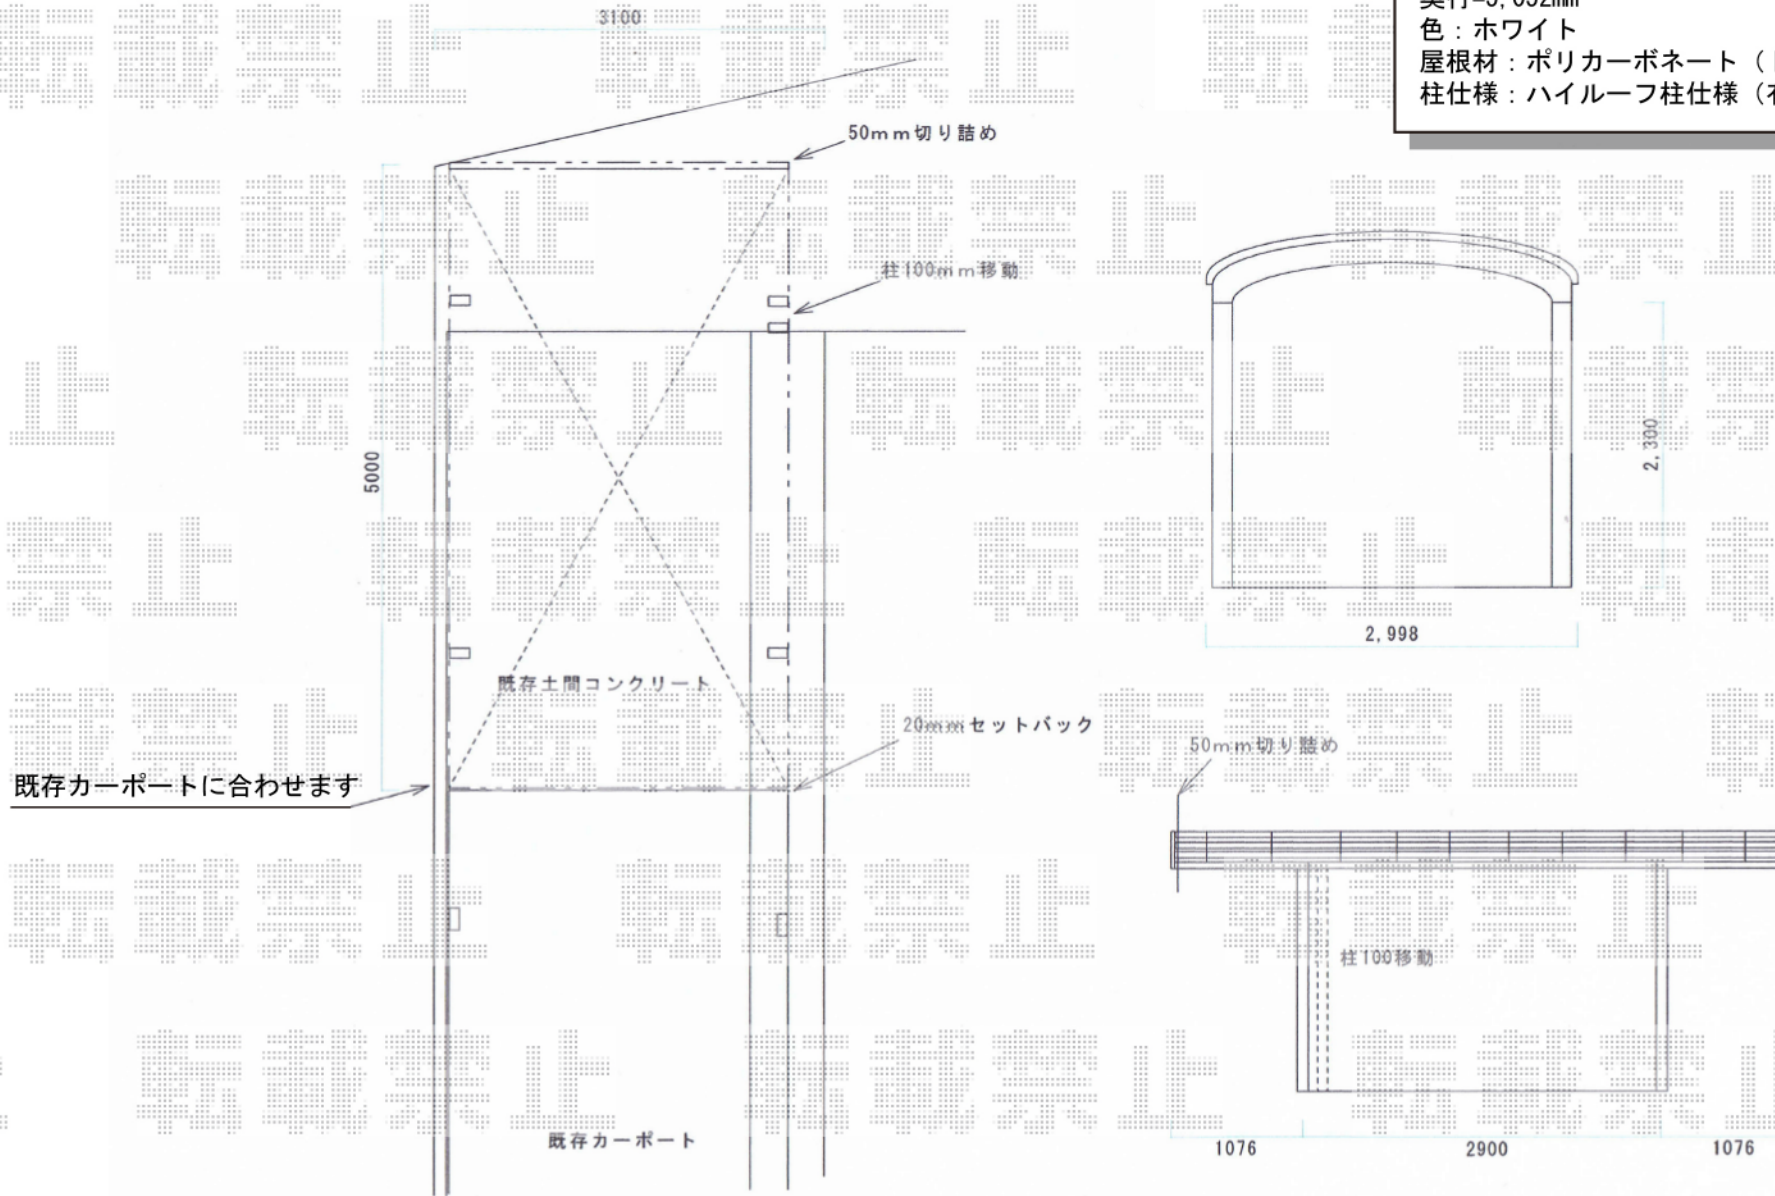 3100
色：ホワイト
屋根材：ポリカーボネート（
柱仕様：ハイルーフ柱仕様（
50mm切り詰め
柱100mm移動
5000
2,300
2,998
既存土間コンクリート
20mmセットバック
50mm切り詰め
既存カーポートに合わせます
柱100移動
既存カーポート
1076
2900
1076
転載禁止